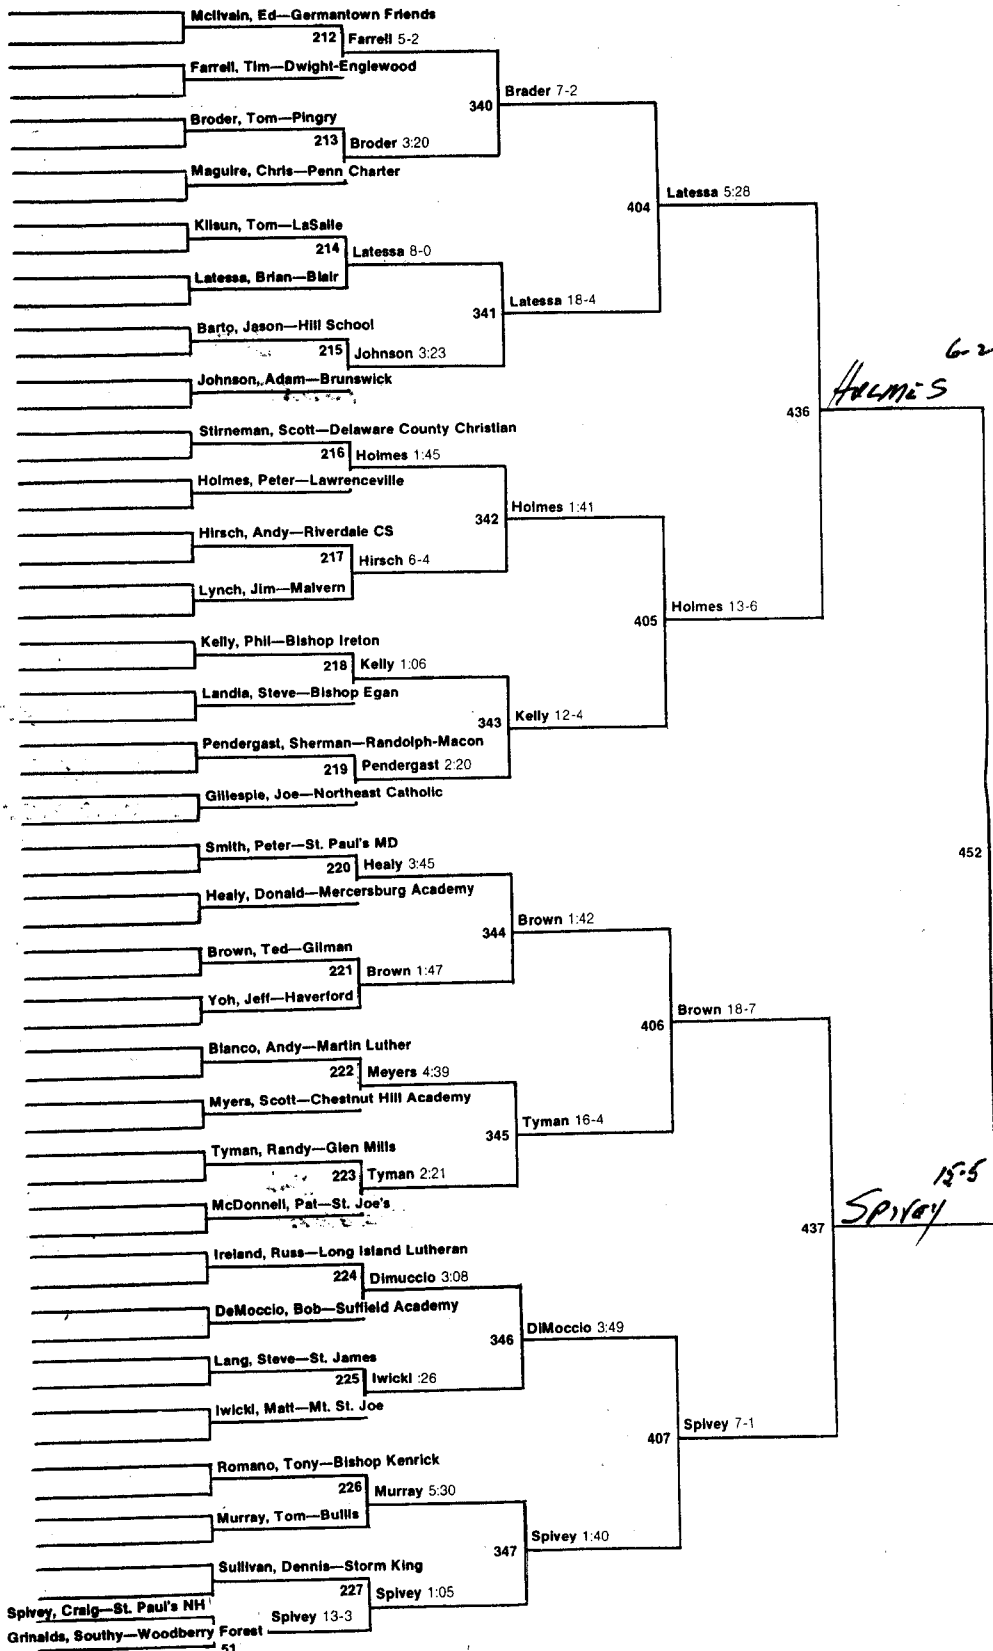 McIlvain, Ed—Germantown Friends
212 Farrell 5-2
Farrell, Tim—Dwight-Englewood
340 Brader 7-2
Broder, Tom—Pingry
213 Broder 3:20
Maguire, Chris—Penn Charter
404 Latessa 5:28
Kilsun, Tom—LaSalle
214 Latessa 8-0
Latessa, Brian—Blair
341 Latessa 18-4
Barto, Jason—Hill School
215 Johnson 3:23
Johnson, Adam—Brunswick
6-2
436 Holmes
Stirneman, Scott—Delaware County Christian
216 Holmes 1:45
Holmes, Peter—Lawrenceville
342 Holmes 1:41
Hirsch, Andy—Riverdale CS
217 Hirsch 6-4
Lynch, Jim—Malvern
405 Holmes 13-6
Kelly, Phil—Bishop Ireton
218 Kelly 1:06
Landia, Steve—Bishop Egan
343 Kelly 12-4
Pendergast, Sherman—Randolph-Macon
219 Pendergast 2:20
Gillespie, Joe—Northeast Catholic
452
Smith, Peter—St. Paul's MD
220 Healy 3:45
Healy, Donald—Mercersburg Academy
344 Brown 1:42
Brown, Ted—Gilman
221 Brown 1:47
Yoh, Jeff—Haverford
406 Brown 18-7
Blanco, Andy—Martin Luther
222 Meyers 4:39
Myers, Scott—Chestnut Hill Academy
345 Tyman 16-4
Tyman, Randy—Glen Mills
223 Tyman 2:21
McDonnell, Pat—St. Joe's
15-5
437 Spivey
Ireland, Russ—Long Island Lutheran
224 Dimuccio 3:08
DeMoccio, Bob—Suffield Academy
346 DiMoccio 3:49
Lang, Steve—St. James
225 Iwicki :26
Iwicki, Matt—Mt. St. Joe
407 Spivey 7-1
Romano, Tony—Bishop Kenrick
226 Murray 5:30
Murray, Tom—Bullis
347 Spivey 1:40
Sullivan, Dennis—Storm King
227 Spivey 1:05
Spivey, Craig—St. Paul's NH
Spivey 13-3
Grinalds, Southy—Woodberry Forest
51